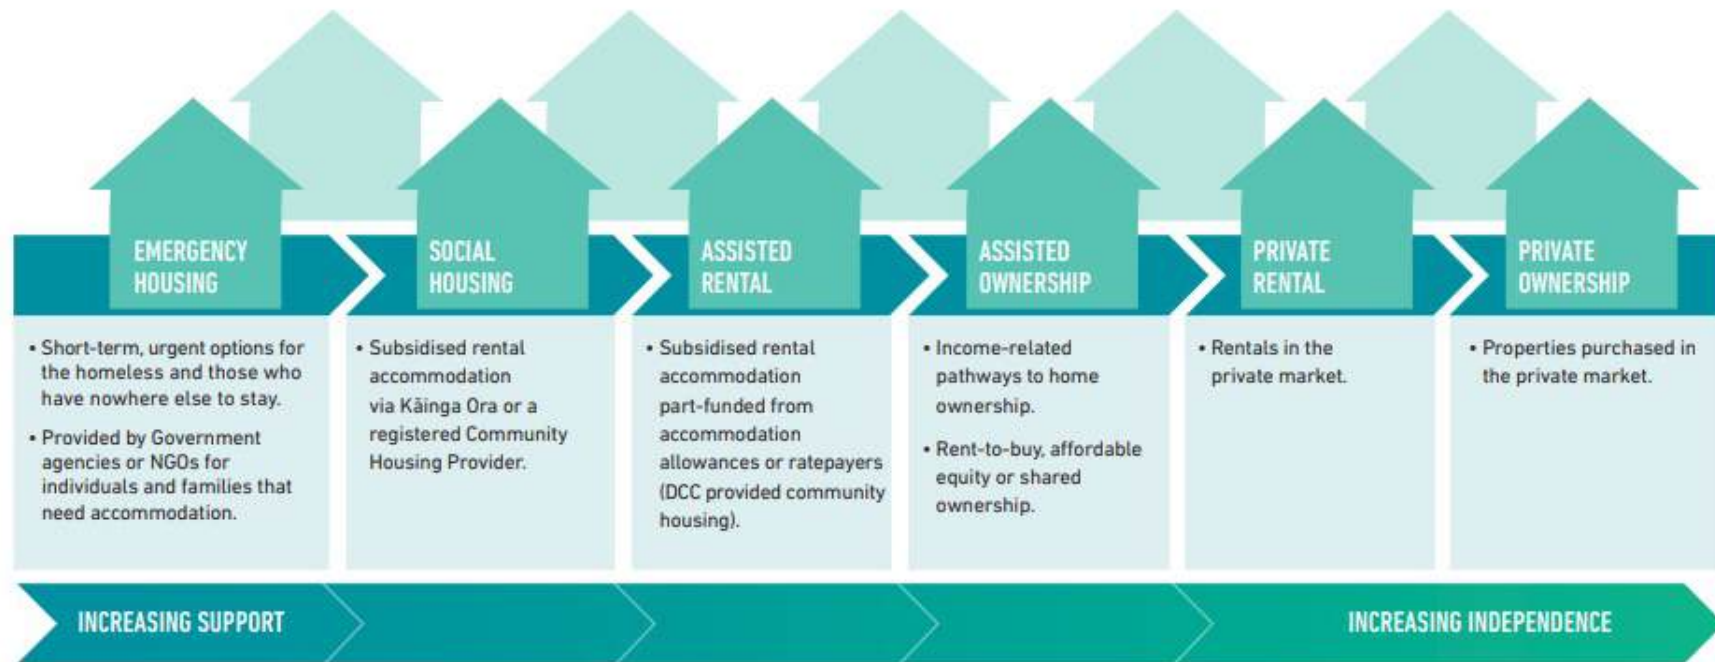 EMERGENCY
HOUSING
SOCIAL
HOUSING
ASSISTED
RENTAL
ASSISTED
OWNERSHIP
PRIVATE
RENTAL
PRIVATE
OWNERSHIP
• Short-term, urgent options for
the homeless and those who
have nowhere else to stay.
• Provided by Government
agencies or NGOs for
individuals and families that
need accommodation.
• Subsidised rental
accommodation
via Kāinga Ora or a
registered Community
Housing Provider.
• Subsidised rental
accommodation
part-funded from
accommodation
allowances or ratepayers
(DCC provided community
housing).
• Income-related
pathways to home
ownership.
• Rent-to-buy, affordable
equity or shared
ownership.
• Rentals in the
private market.
• Properties purchased in
the private market.
INCREASING SUPPORT
INCREASING INDEPENDENCE